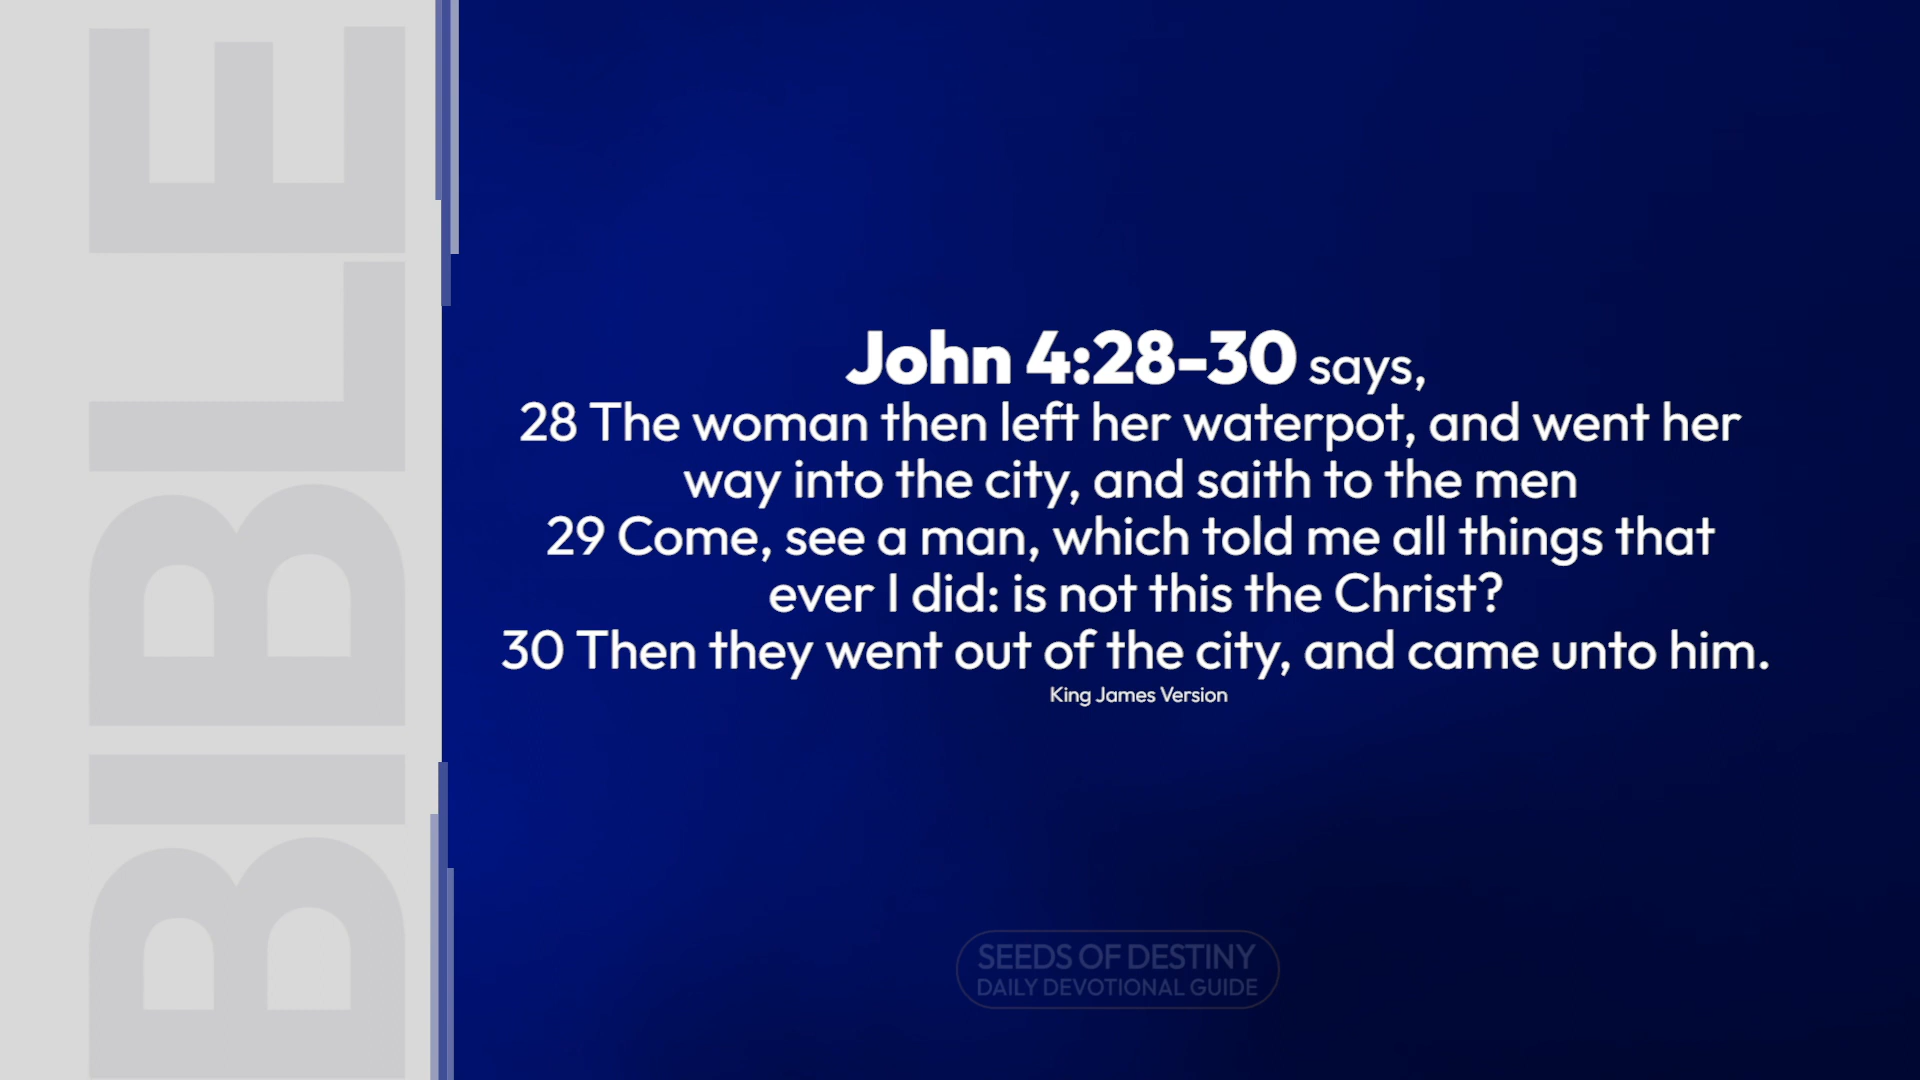 BIBLE
John 4:28-30 says,
28 The woman then left her waterpot, and went her
way into the city, and saith to the men
29 Come, see a man, which told me all things that
ever I did: is not this the Christ?
30 Then they went out of the city, and came unto him.
King James Version
SEEDS OF DESTINY
DAILY DEVOTIONAL GUIDE